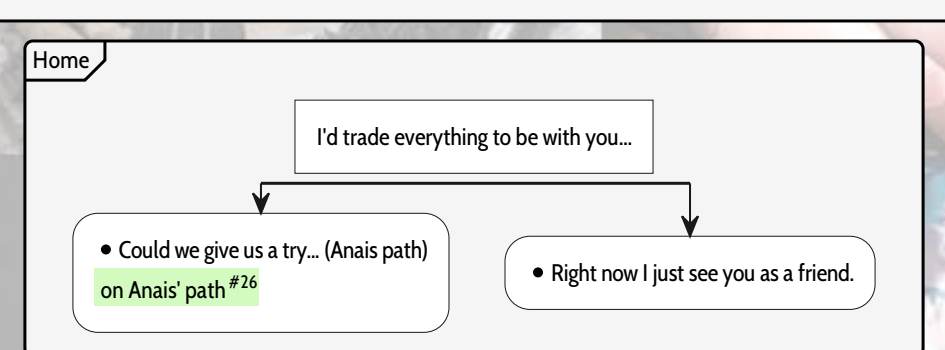 Home
I'd trade everything to be with you...
• Could we give us a try... (Anais path)
on Anais' path #26
• Right now I just see you as a friend.